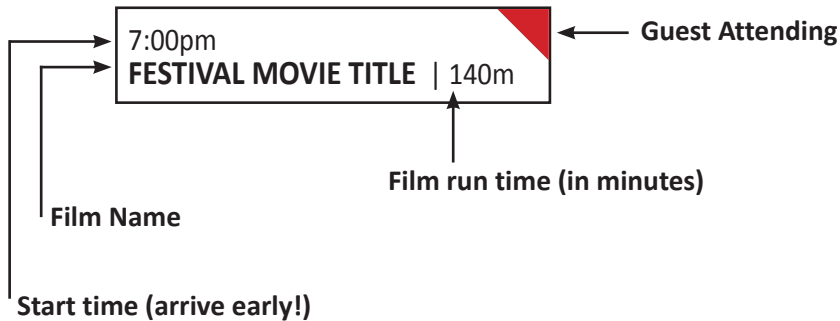 7:00pm
Guest Attending
FESTIVAL MOVIE TITLE | 140m
Film run time (in minutes)
Film Name
Start time (arrive early!)